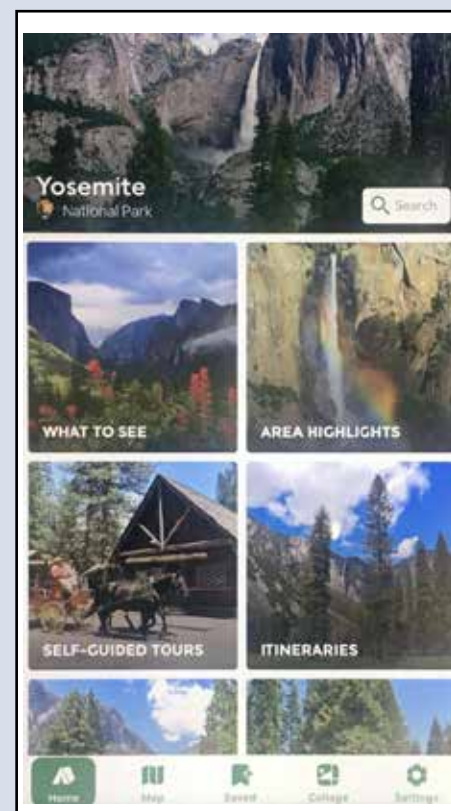 Yosemite
National Park
Search
WHAT TO SEE
AREA HIGHLIGHTS
SELF-GUIDED TOURS
ITINERARIES
Home
Map
Saved
Collage
Settings